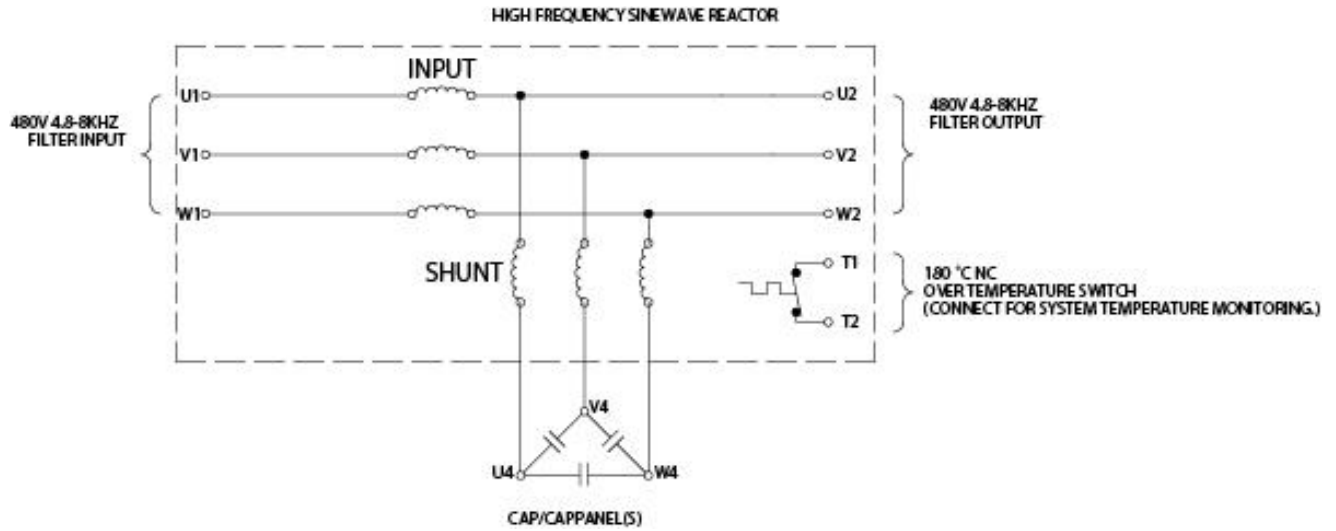 HIGH FREQUENCY SINEWAVE REACTOR
INPUT
U1
U2
480V 4.8-8KHZ
FILTER INPUT
480V 4.8-8KHZ
FILTER OUTPUT
V1
V2
W1
W2
SHUNT
T1
T2
180 °C NC
OVER TEMPERATURE SWITCH
(CONNECT FOR SYSTEM TEMPERATURE MONITORING.)
V4
U4
W4
CAP/CAPPANEL(S)